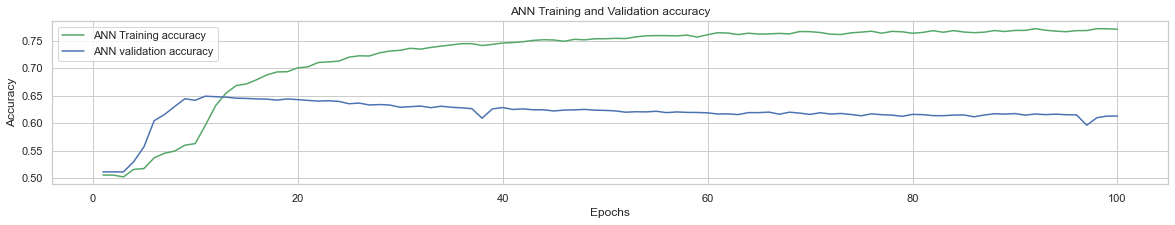 ANN Training and Validation accuracy
ANN Training accuracy
ANN validation accuracy
Accuracy
0.75
0.70
0.65
0.60
0.55
0.50
0 20 40 60 80 100
Epochs